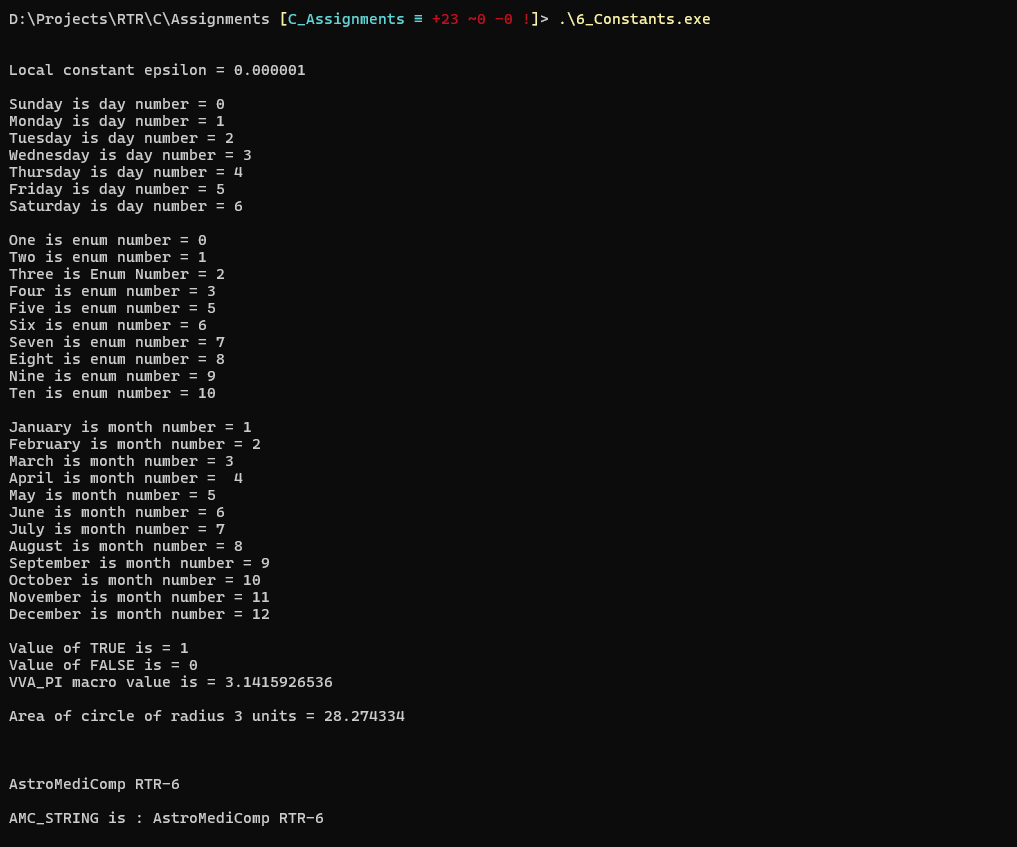 D:\Projects\RTR\C\Assignments [C_Assignments ≡ +23 ~0 -0 !]> .\6_Constants.exe
Local constant epsilon = 0.000001
Sunday is day number = 0
Monday is day number = 1
Tuesday is day number = 2
Wednesday is day number = 3
Thursday is day number = 4
Friday is day number = 5
Saturday is day number = 6
One is enum number = 0
Two is enum number = 1
Three is Enum Number = 2
Four is enum number = 3
Five is enum number = 5
Six is enum number = 6
Seven is enum number = 7
Eight is enum number = 8
Nine is enum number = 9
Ten is enum number = 10
January is month number = 1
February is month number = 2
March is month number = 3
April is month number =  4
May is month number = 5
June is month number = 6
July is month number = 7
August is month number = 8
September is month number = 9
October is month number = 10
November is month number = 11
December is month number = 12
Value of TRUE is = 1
Value of FALSE is = 0
VVA_PI macro value is = 3.1415926536
Area of circle of radius 3 units = 28.274334
AstroMediComp RTR-6
AMC_STRING is : AstroMediComp RTR-6